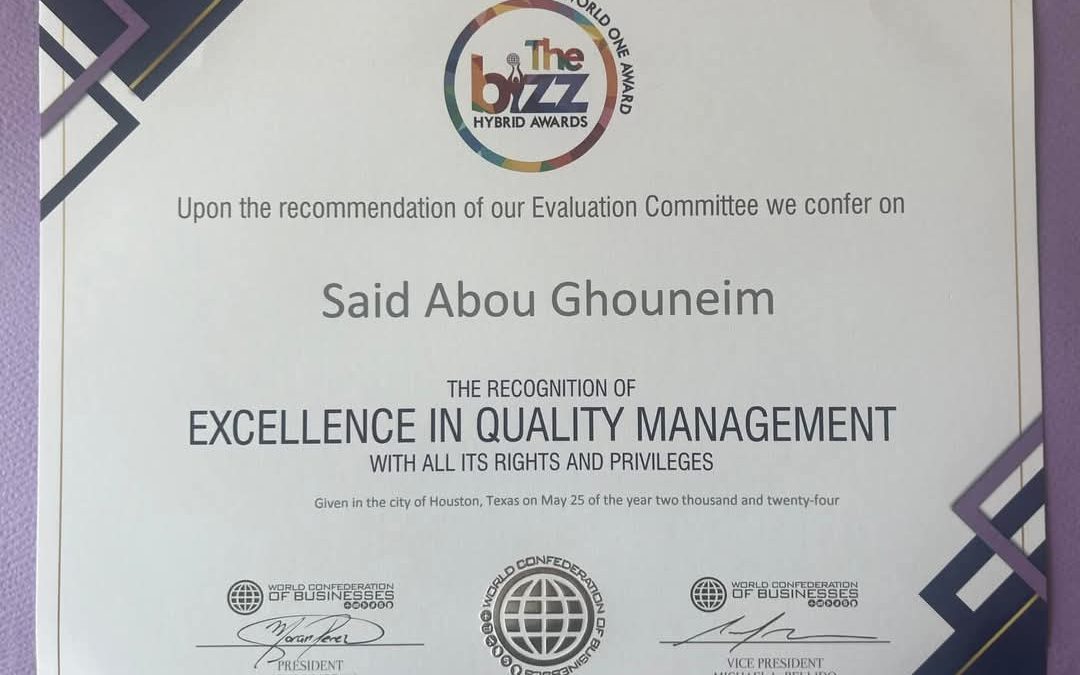 WORLD ONE AWARD
The
bizz
HYBRID AWARDS
Upon the recommendation of our Evaluation Committee we confer on
Said Abou Ghouneim
THE RECOGNITION OF
EXCELLENCE IN QUALITY MANAGEMENT
WITH ALL ITS RIGHTS AND PRIVILEGES
Given in the city of Houston, Texas on May 25 of the year two thousand and twenty-four
WORLD CONFEDERATION
OF BUSINESSES
WORLD CONFEDERATION OF BUSINESSES
WORLD CONFEDERATION
OF BUSINESSES
PRESIDENT
VICE PRESIDENT
MICHAEL J. BELLIDO